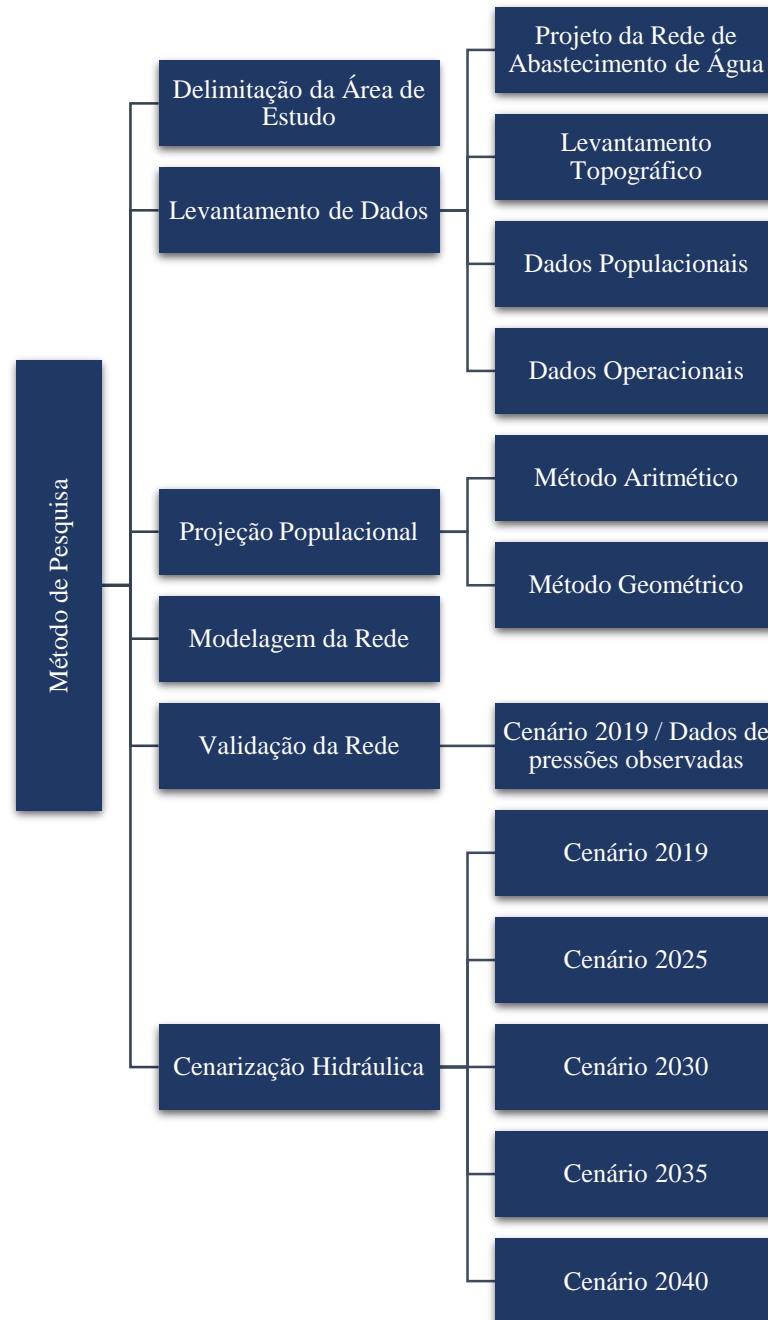 Método de Pesquisa
Delimitação da Área de
Estudo
Levantamento de Dados
Projeto da Rede de
Abastecimento de Água
Levantamento
Topográfico
Dados Populacionais
Dados Operacionais
Projeção Populacional
Método Aritmético
Método Geométrico
Modelagem da Rede
Validação da Rede
Cenário 2019 / Dados de
pressões observadas
Cenarização Hidráulica
Cenário 2019
Cenário 2025
Cenário 2030
Cenário 2035
Cenário 2040